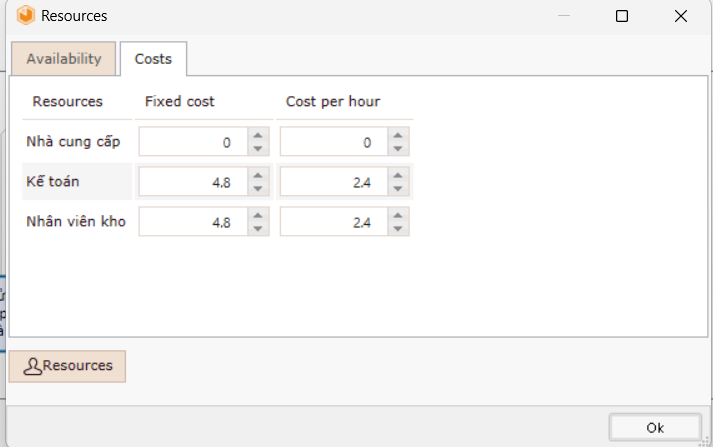 Resources
Availability Costs
Resources Fixed cost Cost per hour
Nhà cung cấp 0 0
Kế toán 4.8 2.4
Nhân viên kho 4.8 2.4
Resources
Ok